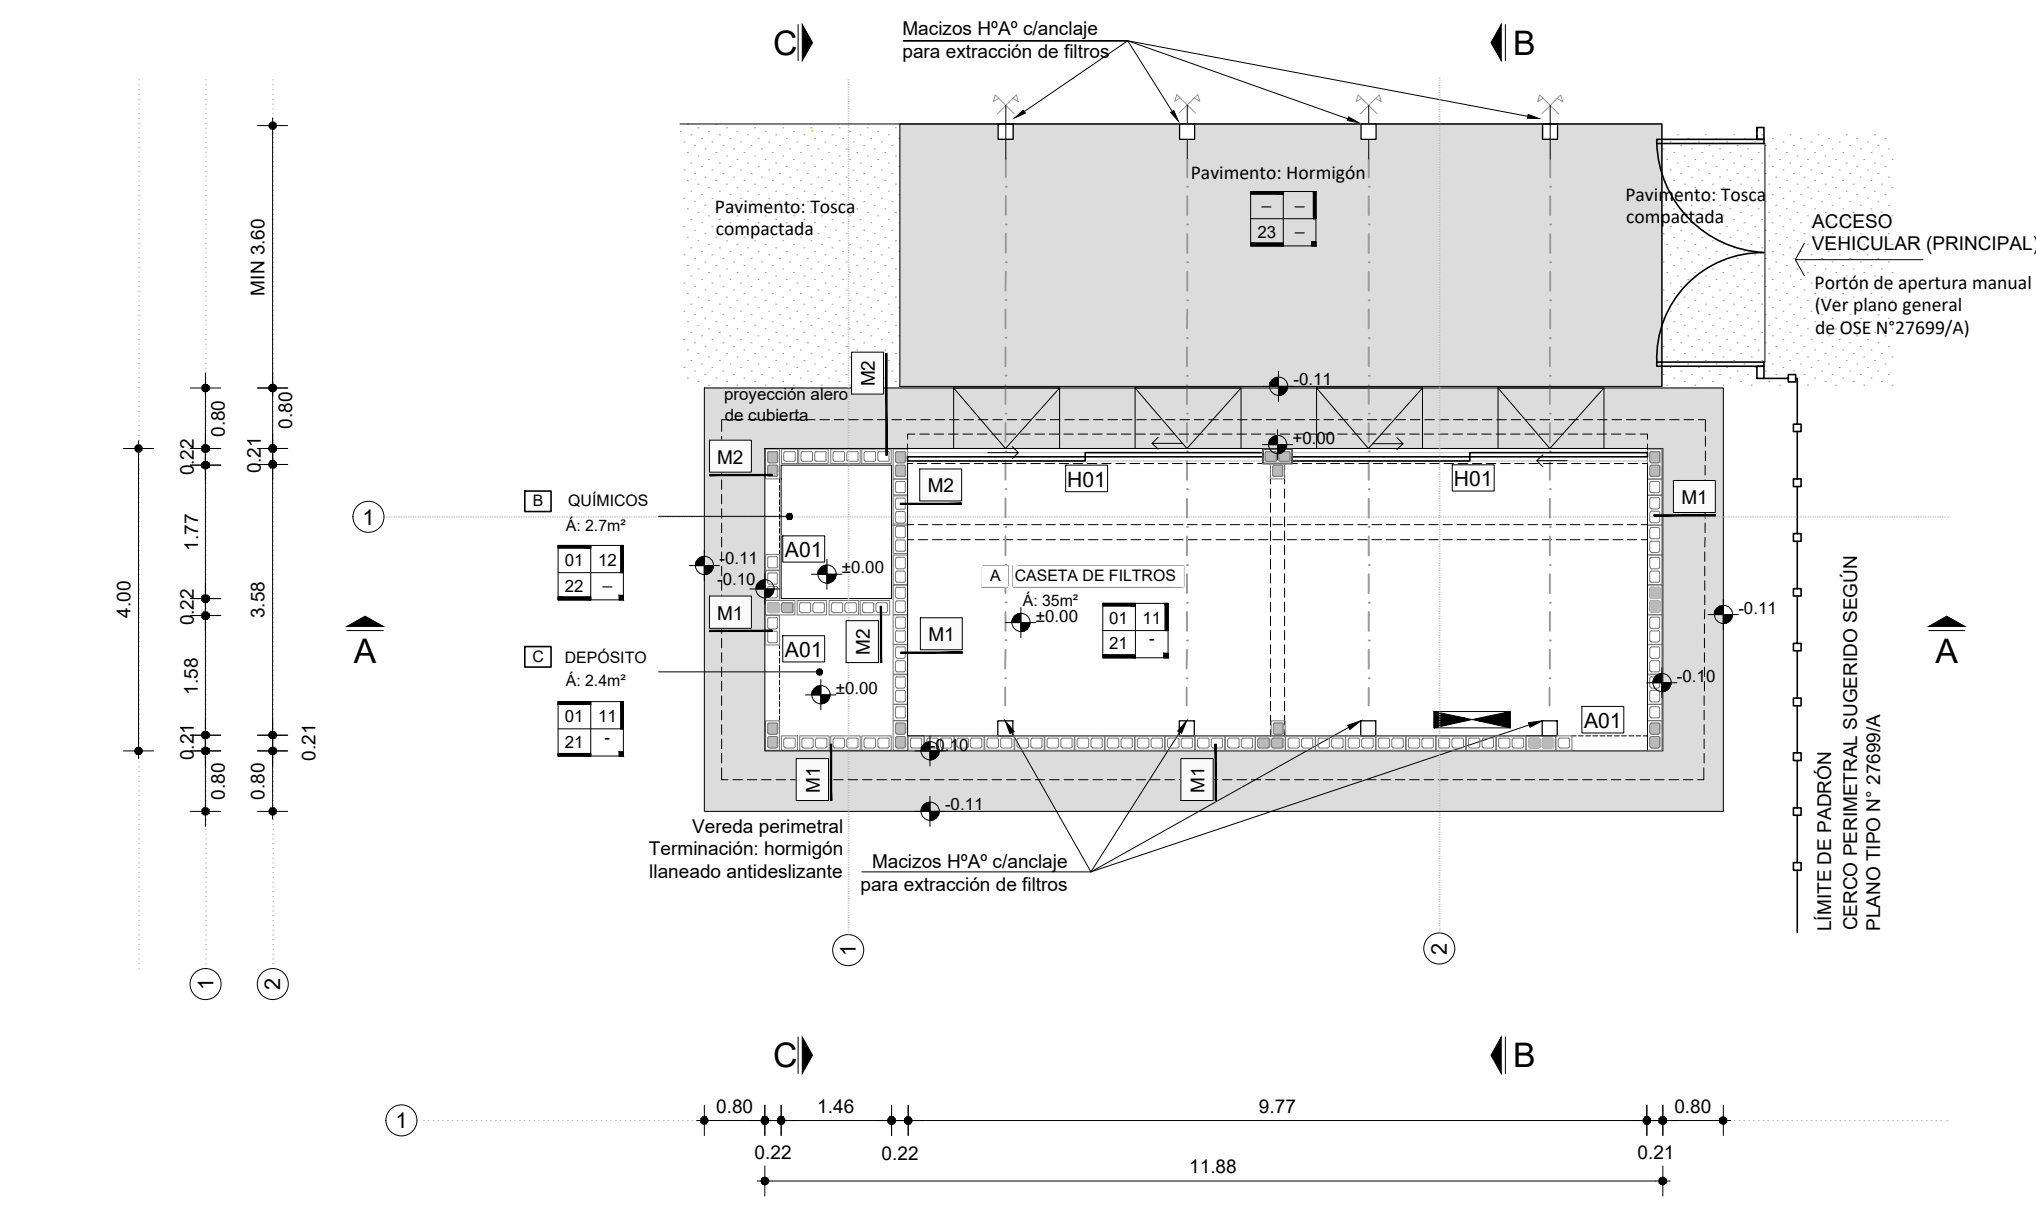 C
Macizos HºAº c/anclaje
para extracción de filtros
B
Pavimento: Hormigón
– –
23 –
Pavimento: Tosca
compactada
Pavimento: Tosca
compactada
ACCESO
VEHICULAR (PRINCIPAL)
Portón de apertura manual
(Ver plano general
de OSE N°27699/A)
MIN 3.60
0.80
0.80
0.22
0.21
1.77
0.22
3.58
4.00
1.58
0.21
0.21
0.80
0.80
1
2
M2
proyección alero
de cubierta
-0.11
+0.00
M2
H01
H01
M2
M1
1
B QUÍMICOS
Á: 2.7m²
01 12
22 –
A01
±0.00
-0.11
-0.10
A CASETA DE FILTROS
Á: 35m²
±0.00
01 11
21 -
-0.11
M1
M2
M1
A
A
C DEPÓSITO
Á: 2.4m²
01 11
21 -
A01
±0.00
-0.10
A01
-0.10
M1
M1
-0.11
Vereda perimetral
Terminación: hormigón
llaneado antideslizante
Macizos HºAº c/anclaje
para extracción de filtros
LÍMITE DE PADRÓN
CERCO PERIMETRAL SUGERIDO SEGÚN
PLANO TIPO N° 27699/A
1
2
C
B
1
0.80
1.46
9.77
0.80
0.22
0.22
0.21
11.88